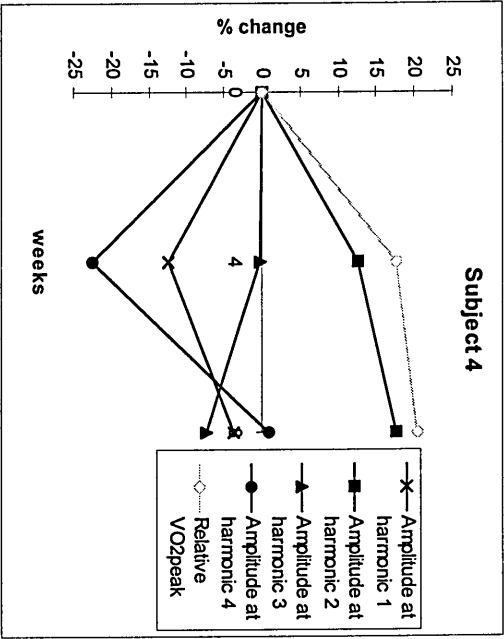 Subject 4
% change
25
20
15
10
5
0
-5
-10
-15
-20
-25
0
4
weeks
Amplitude at
harmonic 1
Amplitude at
harmonic 2
Amplitude at
harmonic 3
Amplitude at
harmonic 4
Relative
VO2peak